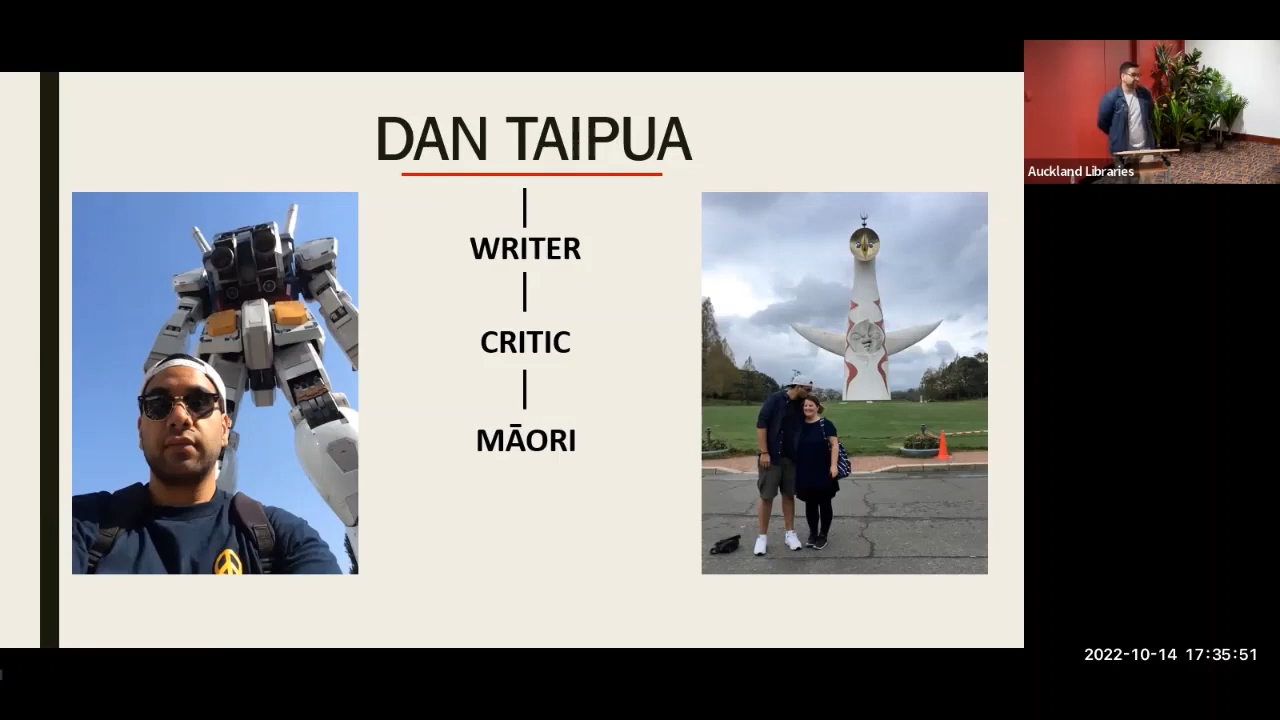 DAN TAIPUA
WRITER
CRITIC
MĀORI
Auckland Libraries
2022-10-14 17:35:51